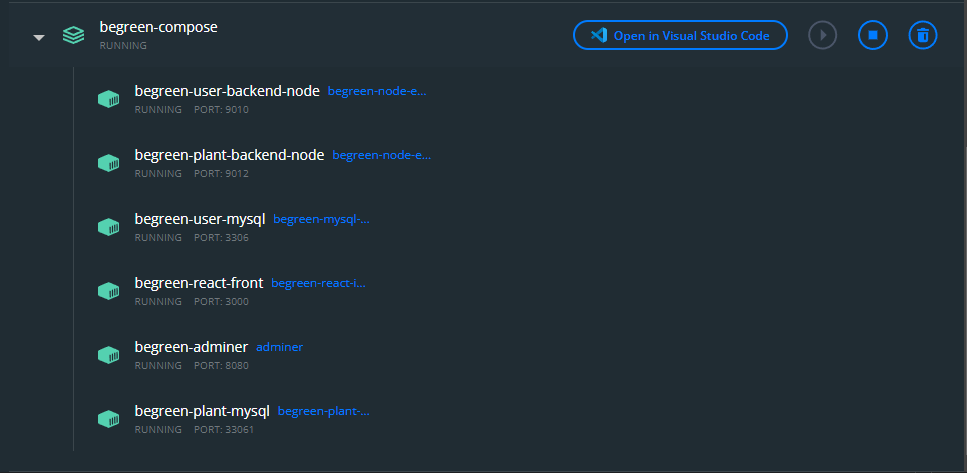 begreen-compose
RUNNING
Open in Visual Studio Code
begreen-user-backend-node begreen-node-e...
RUNNING PORT: 9010
begreen-plant-backend-node begreen-node-e...
RUNNING PORT: 9012
begreen-user-mysql begreen-mysql-...
RUNNING PORT: 3306
begreen-react-front begreen-react-i...
RUNNING PORT: 3000
begreen-adminer adminer
RUNNING PORT: 8080
begreen-plant-mysql begreen-plant-...
RUNNING PORT: 33061